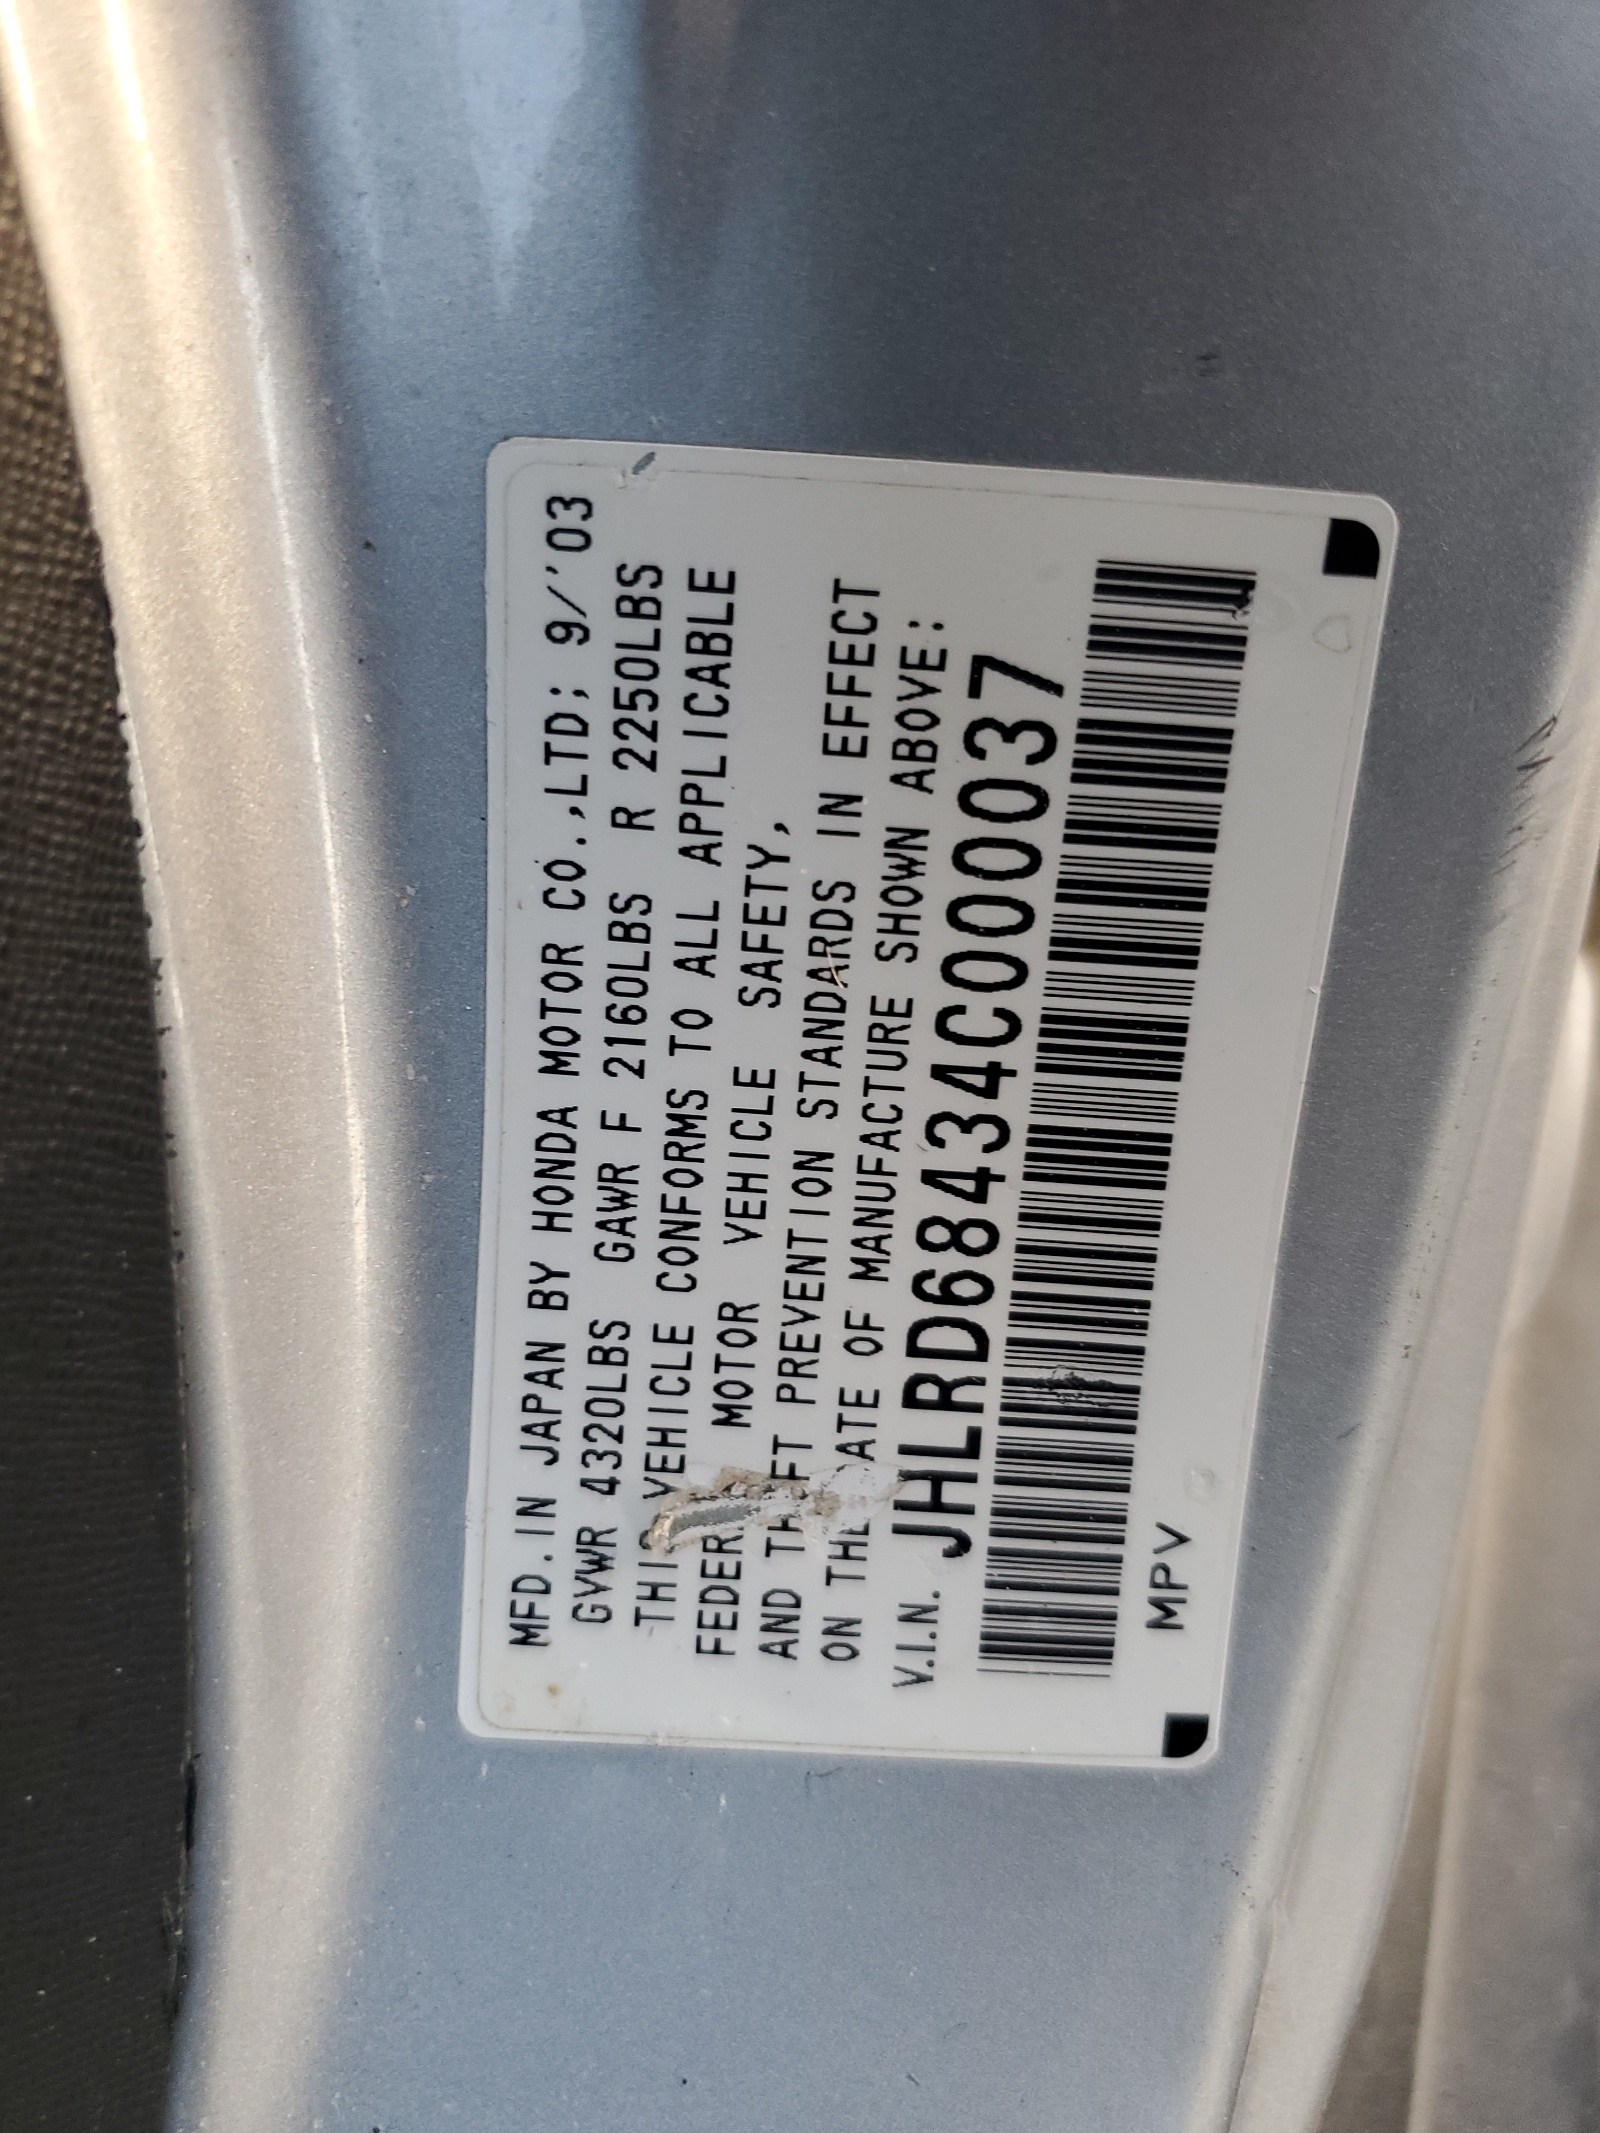 MFD. IN JAPAN BY HONDA MOTOR CO.,LTD; 9/'03
GVWR 4320LBS GAWR F 2160LBS R 2250LBS
THIS VEHICLE CONFORMS TO ALL APPLICABLE
FEDER MOTOR VEHICLE SAFETY,
AND TH FT PREVENTION STANDARDS IN EFFECT
ON THE ATE OF MANUFACTURE SHOWN ABOVE:
V.I.N. JHLRD68434C000037
MPV